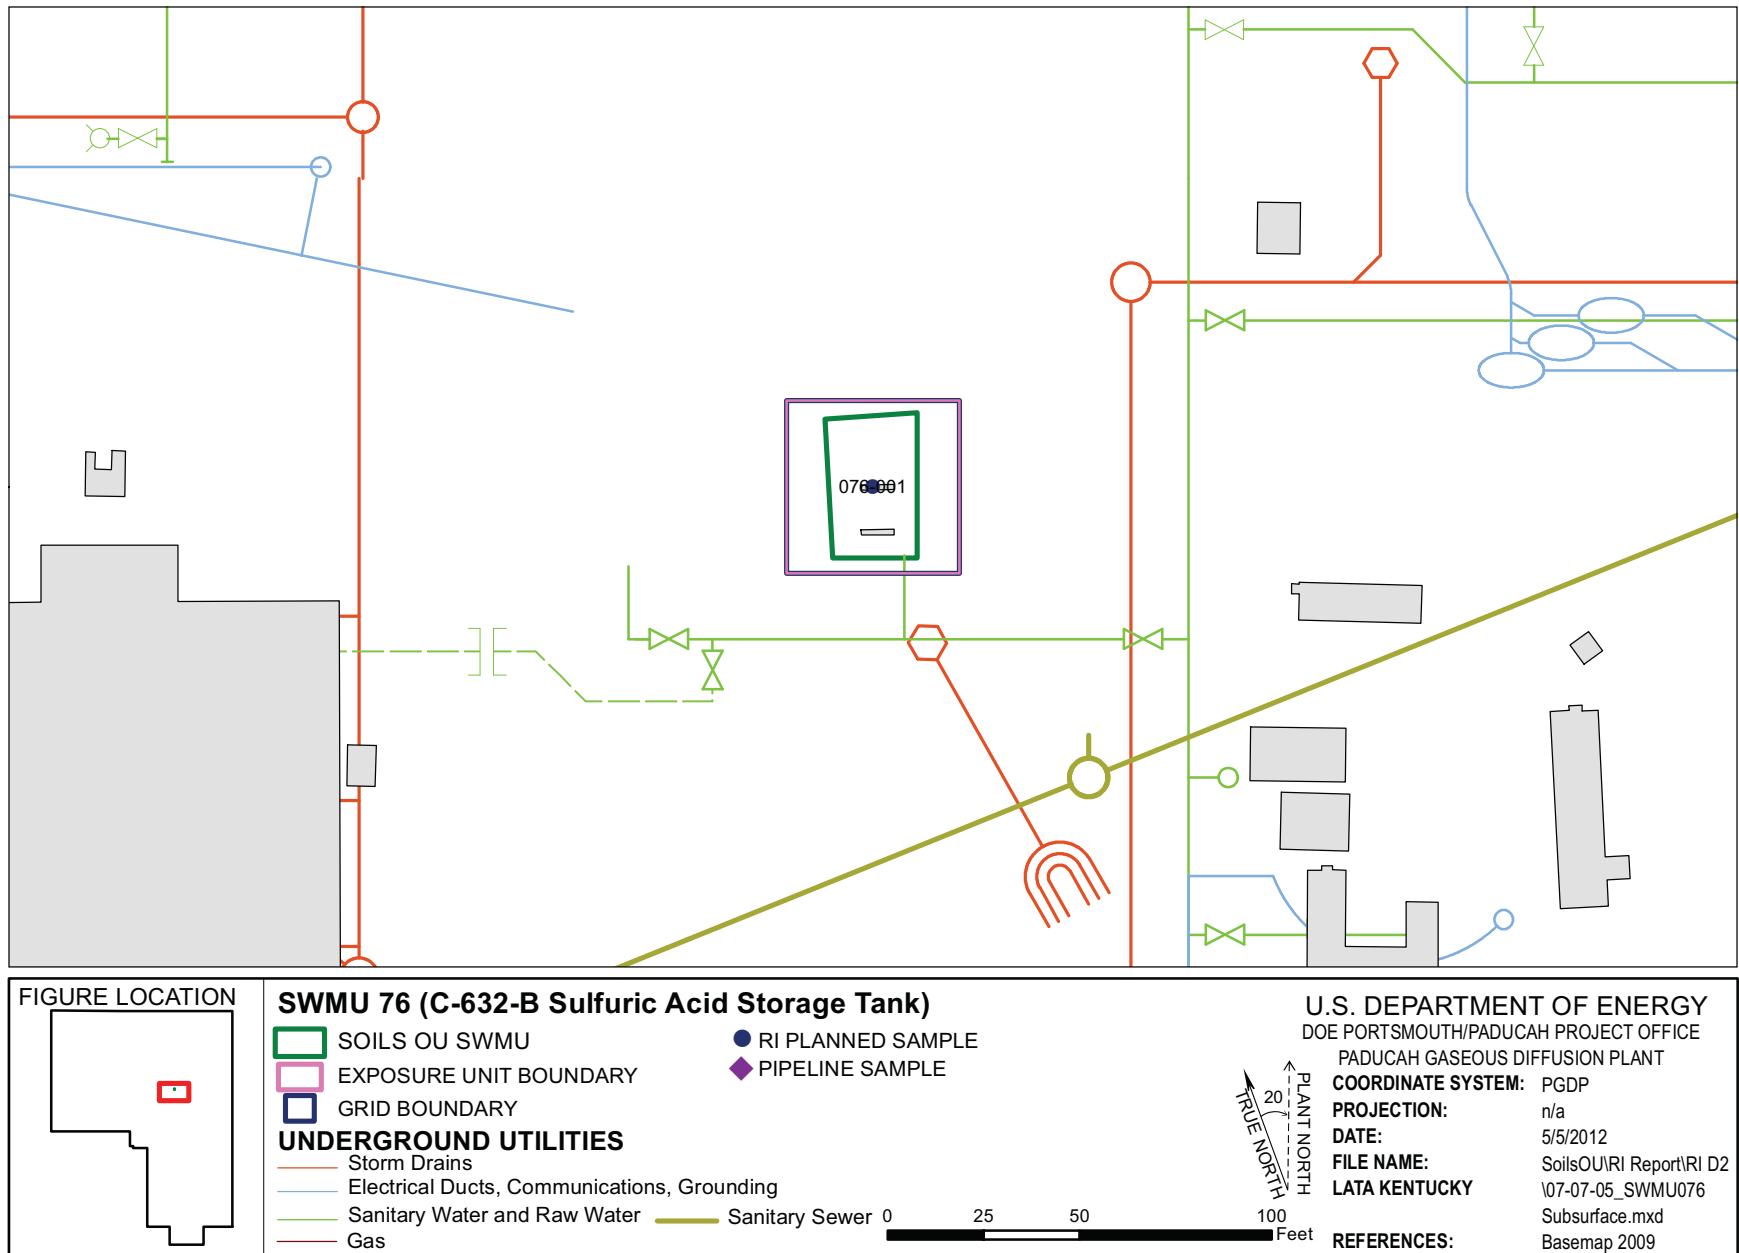 076-001
FIGURE LOCATION
SWMU 76 (C-632-B Sulfuric Acid Storage Tank)
SOILS OU SWMU
EXPOSURE UNIT BOUNDARY
GRID BOUNDARY
RI PLANNED SAMPLE
PIPELINE SAMPLE
UNDERGROUND UTILITIES
Storm Drains
Electrical Ducts, Communications, Grounding
Sanitary Water and Raw Water
Sanitary Sewer
Gas
0 25 50 100
Feet
20
TRUE NORTH
PLANT NORTH
U.S. DEPARTMENT OF ENERGY
DOE PORTSMOUTH/PADUCAH PROJECT OFFICE
PADUCAH GASEOUS DIFFUSION PLANT
COORDINATE SYSTEM: PGDP
PROJECTION: n/a
DATE: 5/5/2012
FILE NAME: SoilsOU\RI Report\RI D2
LATA KENTUCKY \07-07-05_SWMU076
Subsurface.mxd
REFERENCES: Basemap 2009